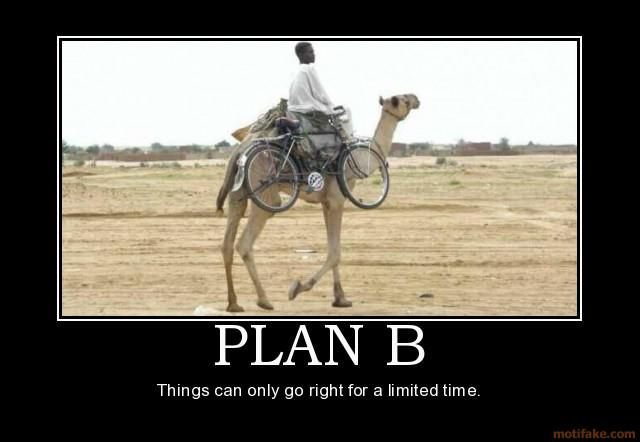 PLAN B
Things can only go right for a limited time.
motifake.com